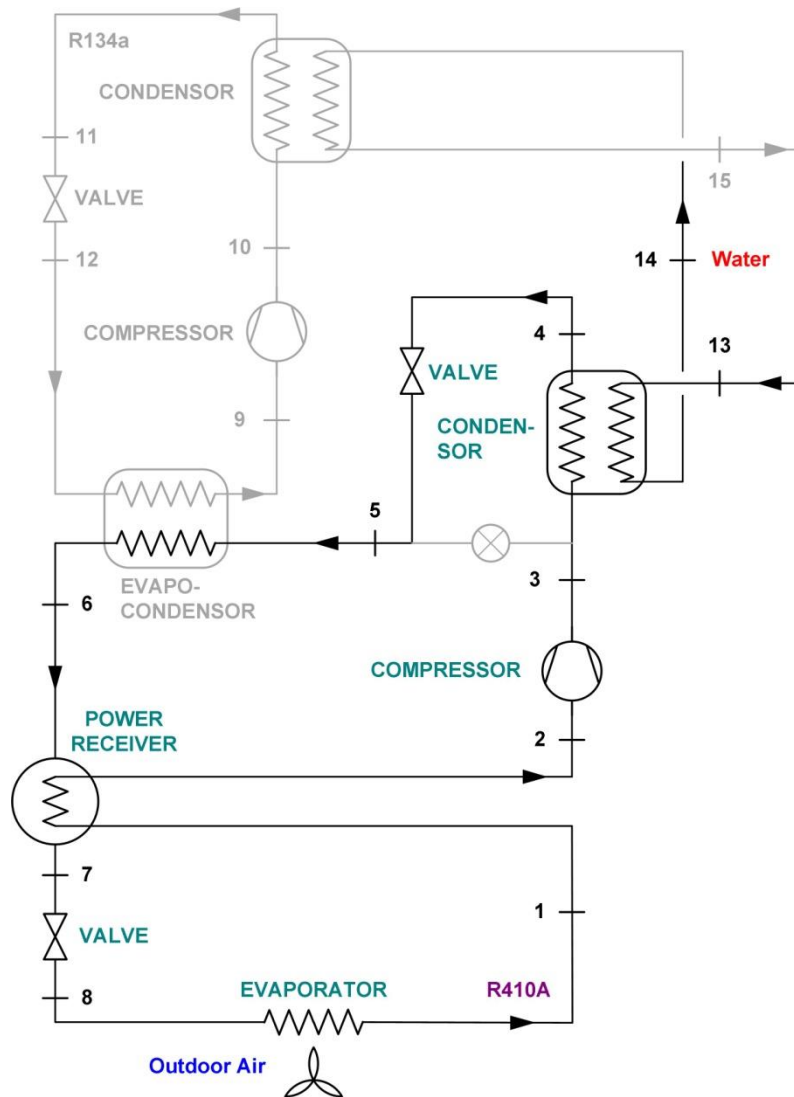 R134a
CONDENSOR
11
15
VALVE
10
12
14
Water
4
13
COMPRESSOR
VALVE
9
CONDEN-
SOR
5
EVAPO-
CONDENSOR
6
3
COMPRESSOR
POWER
RECEIVER
2
7
1
VALVE
8
EVAPORATOR
R410A
Outdoor Air